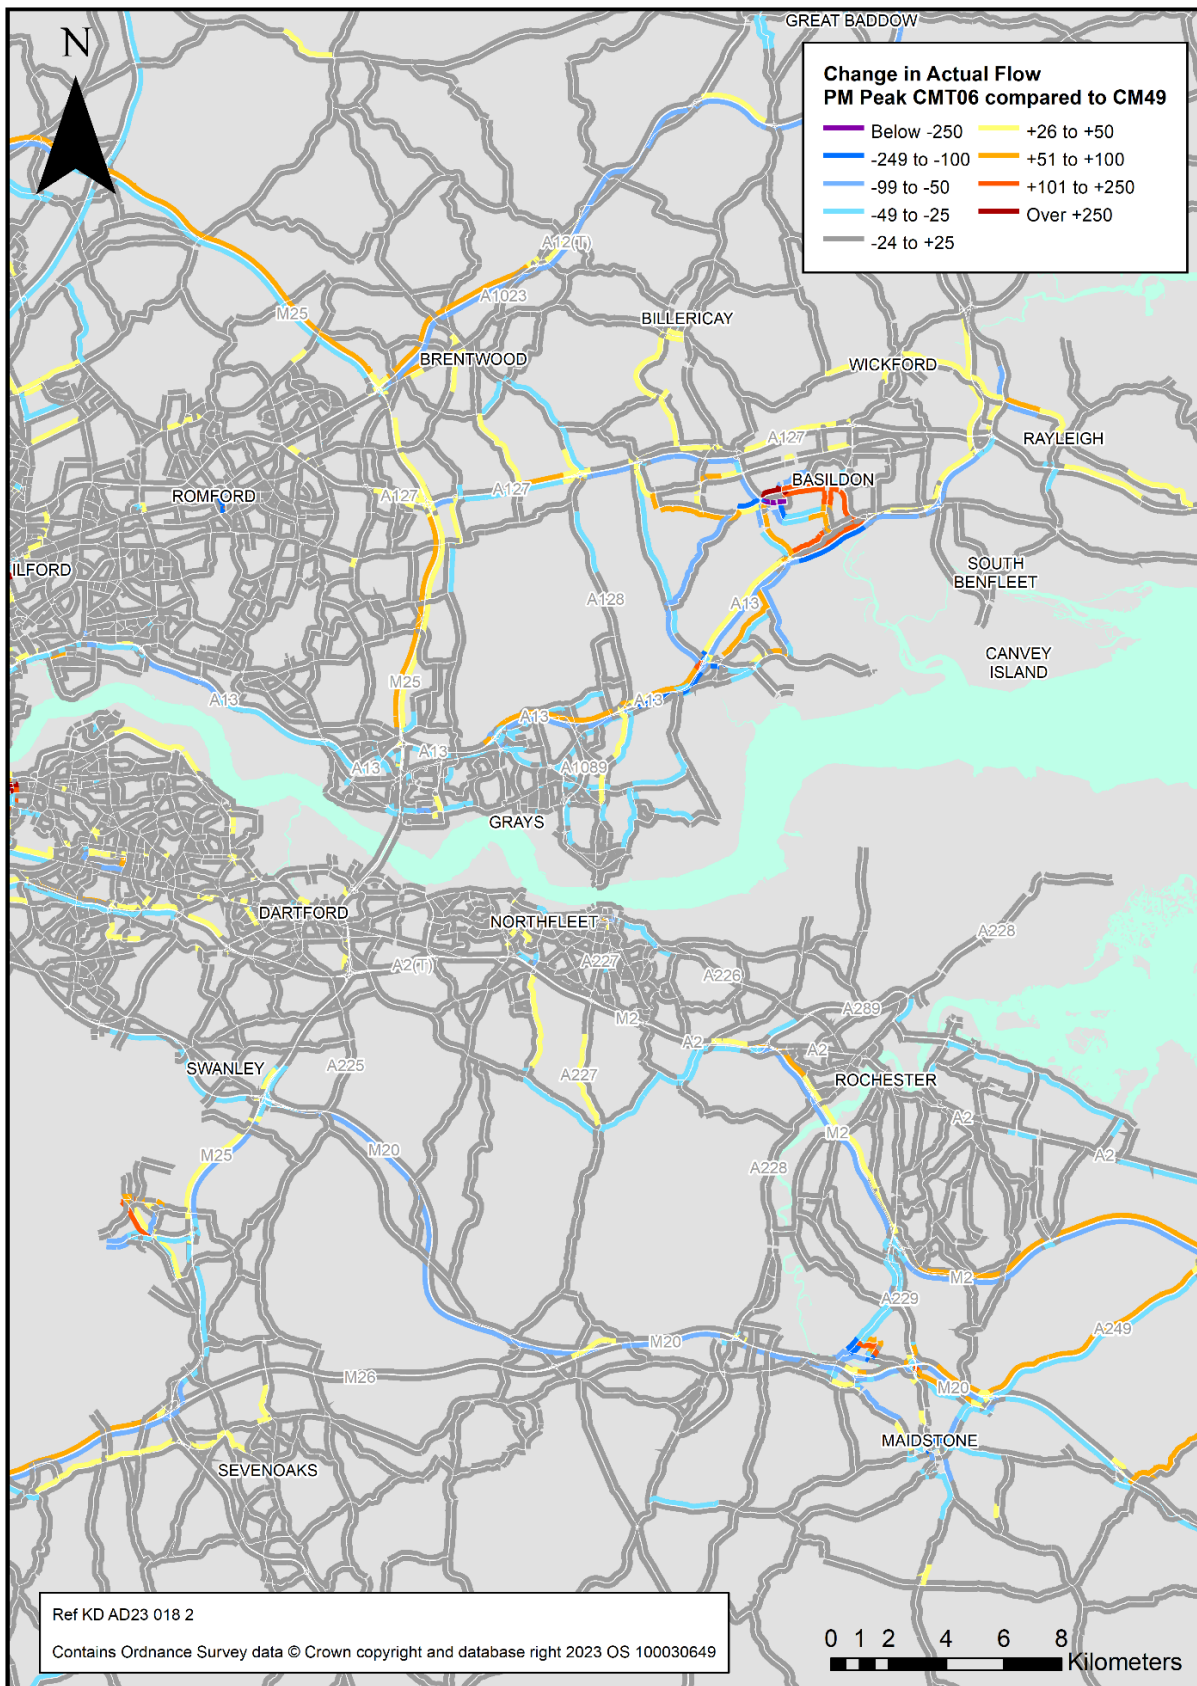 GREAT BADDOW
N
Change in Actual Flow
PM Peak CMT06 compared to CM49
Below -250
+26 to +50
-249 to -100
+51 to +100
-99 to -50
+101 to +250
-49 to -25
Over +250
-24 to +25
A12(T)
A1023
M25
BILLERICAY
BRENTWOOD
WICKFORD
RAYLEIGH
A127
BASILDON
A127
A127
ROMFORD
ILFORD
SOUTH
BENFLEET
A128
A13
CANVEY
ISLAND
M25
A13
A13
A13
A13
A13
A1089
GRAYS
DARTFORD
NORTHFLEET
A228
A2(T)
A227
A226
A289
M2
A2
A2
SWANLEY
A225
A227
ROCHESTER
A2
M2
M25
M20
A228
A2
M2
A229
A249
M20
M26
M20
MAIDSTONE
SEVENOAKS
Ref KD AD23 018 2
Contains Ordnance Survey data © Crown copyright and database right 2023 OS 100030649
0 1 2 4 6 8
Kilometers